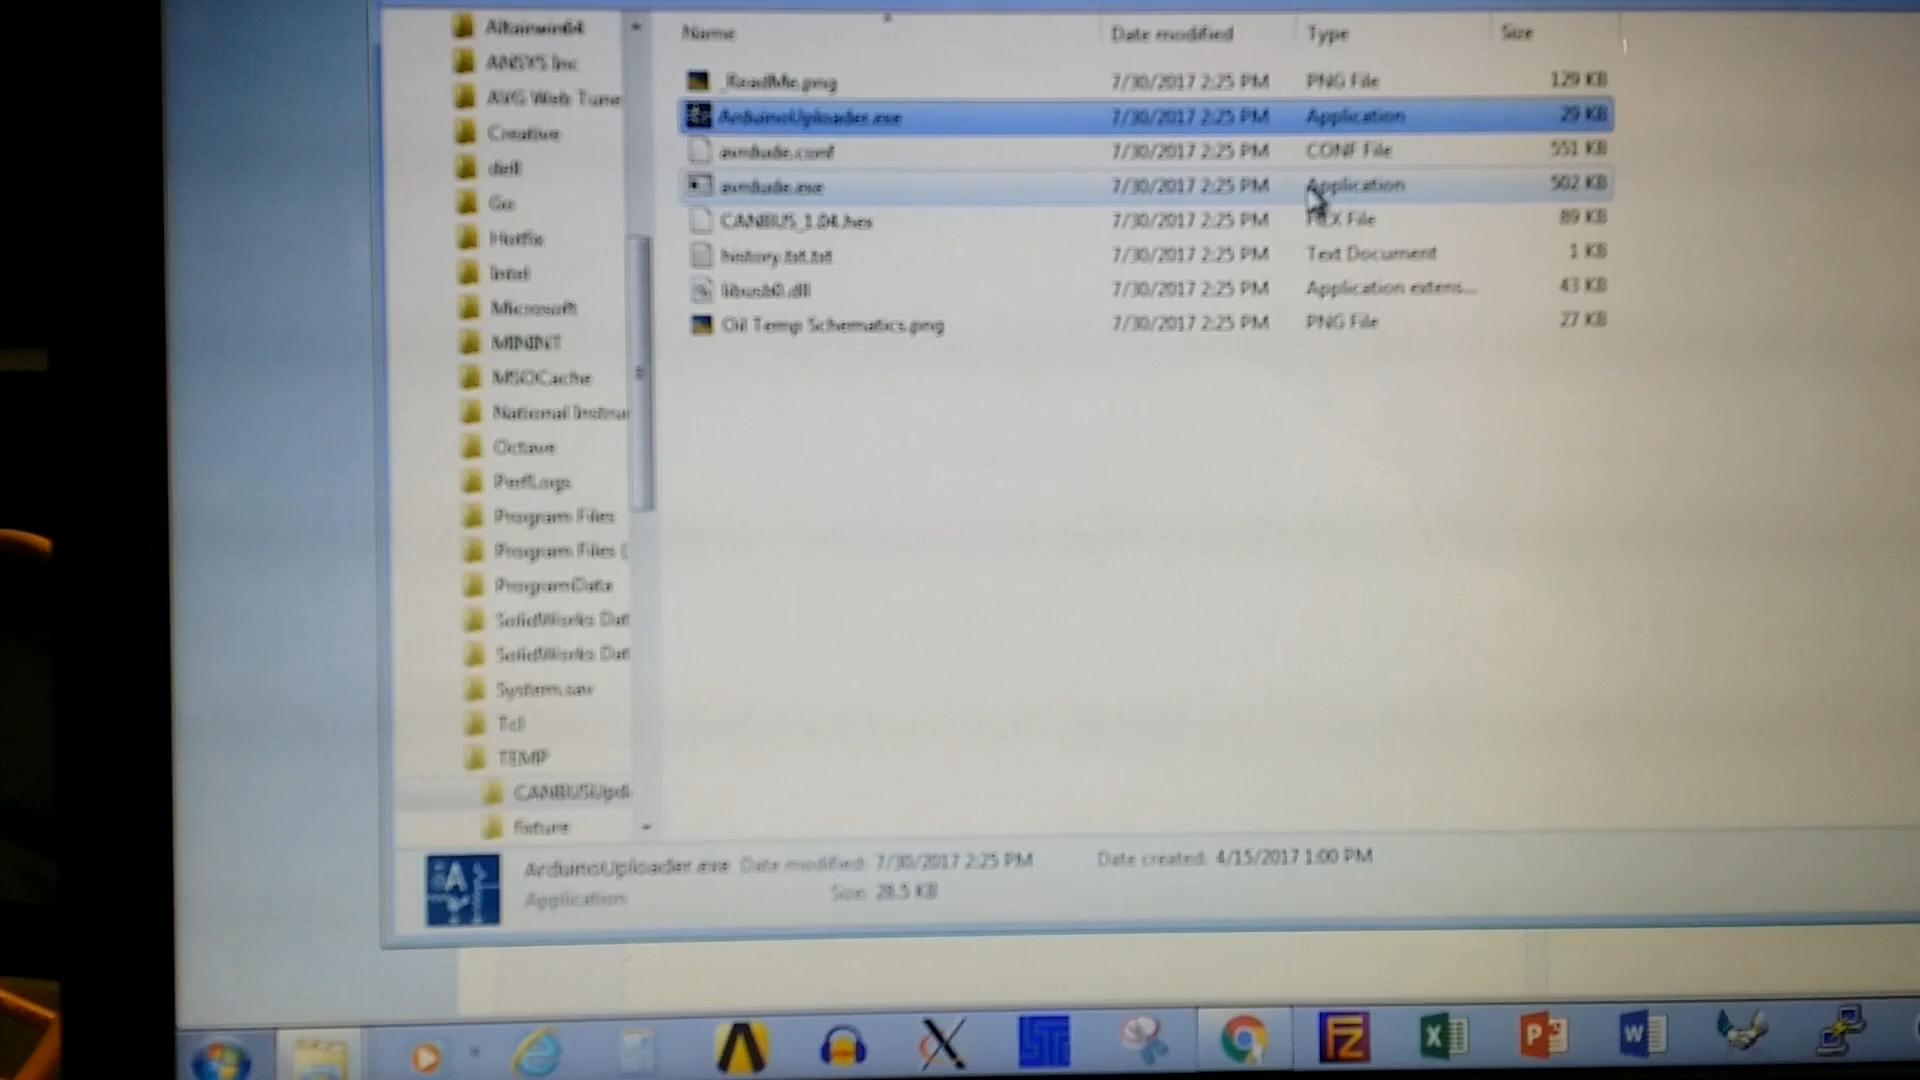 Altairwin64
ANSYS Inc
AVG Web Tune
Creative
dell
Go
Hotfix
Intel
Microsoft
MININT
MSOCache
National Instru
Octave
PerfLogs
Program Files
Program Files (
ProgramData
SolidWorks Dat
SolidWorks Dat
System.sav
Tcl
TEMP
CANBUSUpd
fixture
Name Date modified Type Size
_ReadMe.png 7/30/2017 2:25 PM PNG File 129 KB
ArduinoUploader.exe 7/30/2017 2:25 PM Application 29 KB
avrdude.conf 7/30/2017 2:25 PM CONF File 551 KB
avrdude.exe 7/30/2017 2:25 PM Application 502 KB
CANBUS_1.04.hex 7/30/2017 2:25 PM HEX File 89 KB
history.txt.txt 7/30/2017 2:25 PM Text Document 1 KB
libusb0.dll 7/30/2017 2:25 PM Application extens... 43 KB
Oil Temp Schematics.png 7/30/2017 2:25 PM PNG File 27 KB
ArduinoUploader.exe Date modified: 7/30/2017 2:25 PM Date created: 4/15/2017 1:00 PM
Application Size: 28.5 KB